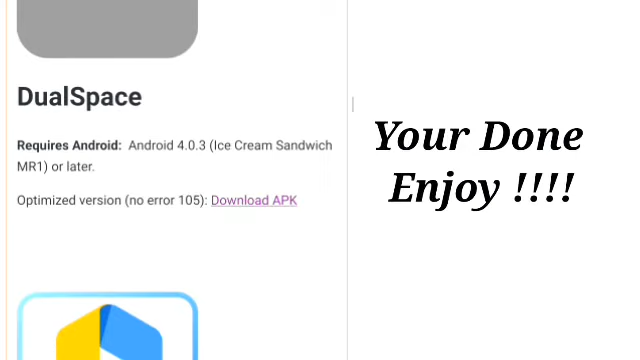 DualSpace
Requires Android: Android 4.0.3 (Ice Cream Sandwich
MR1) or later.
Optimized version (no error 105): Download APK
Your Done
Enjoy !!!!